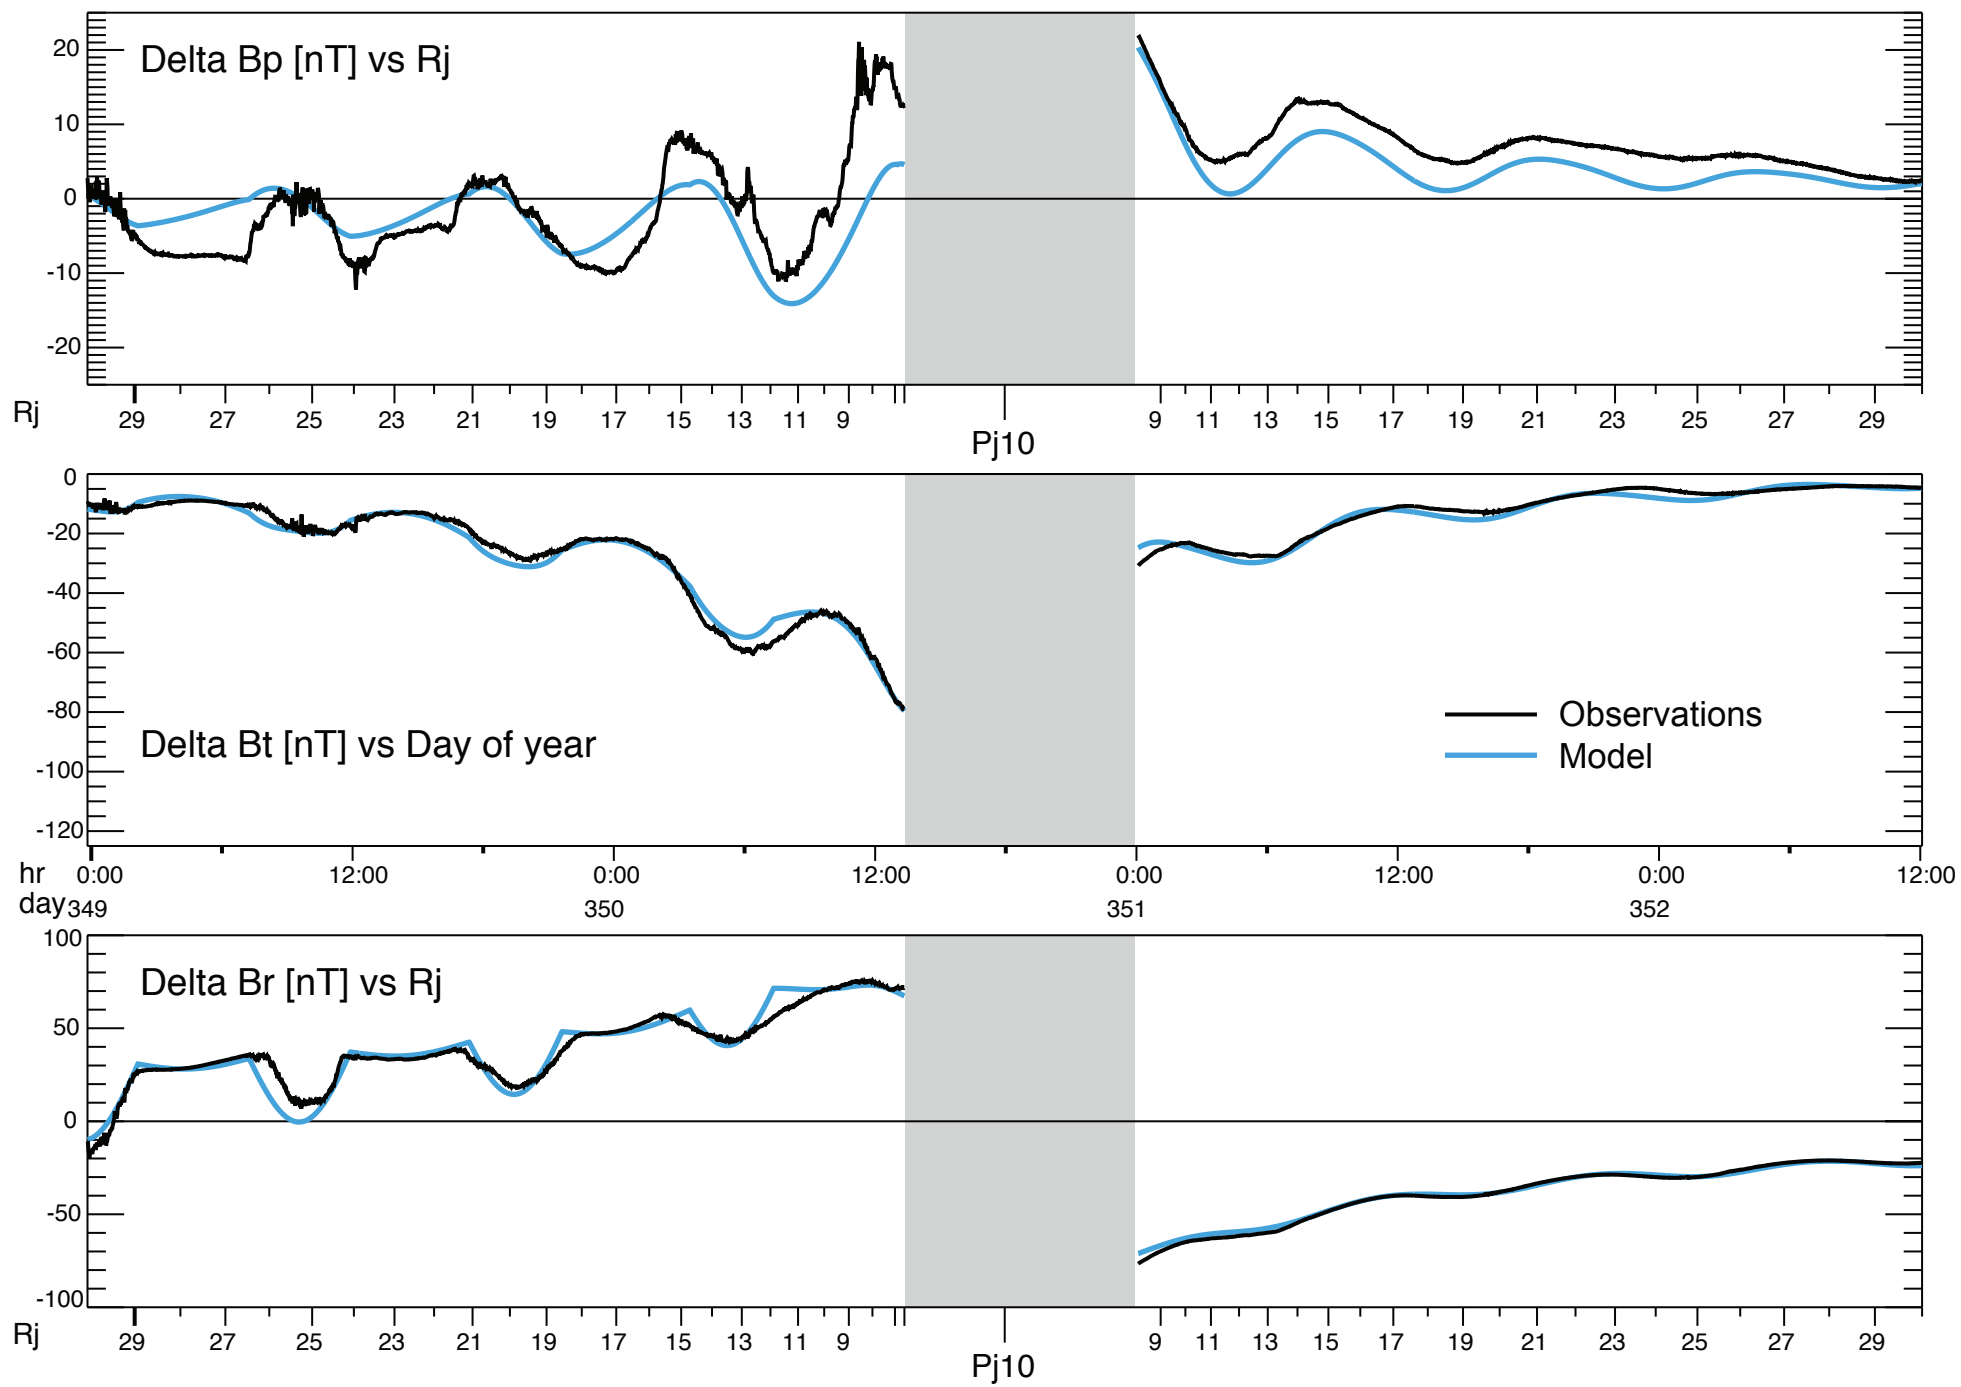 Delta Bp [nT] vs Rj
20
10
0
-10
-20
Rj 29 27 25 23 21 19 17 15 13 11 9 9 11 13 15 17 19 21 23 25 27 29
Pj10
0
-20
-40
-60
-80
-100
-120
Observations
Model
Delta Bt [nT] vs Day of year
hr 0:00 12:00 0:00 12:00 0:00 12:00 0:00 12:00
day 349 350 351 352
Delta Br [nT] vs Rj
100
50
0
-50
-100
Rj 29 27 25 23 21 19 17 15 13 11 9 9 11 13 15 17 19 21 23 25 27 29
Pj10